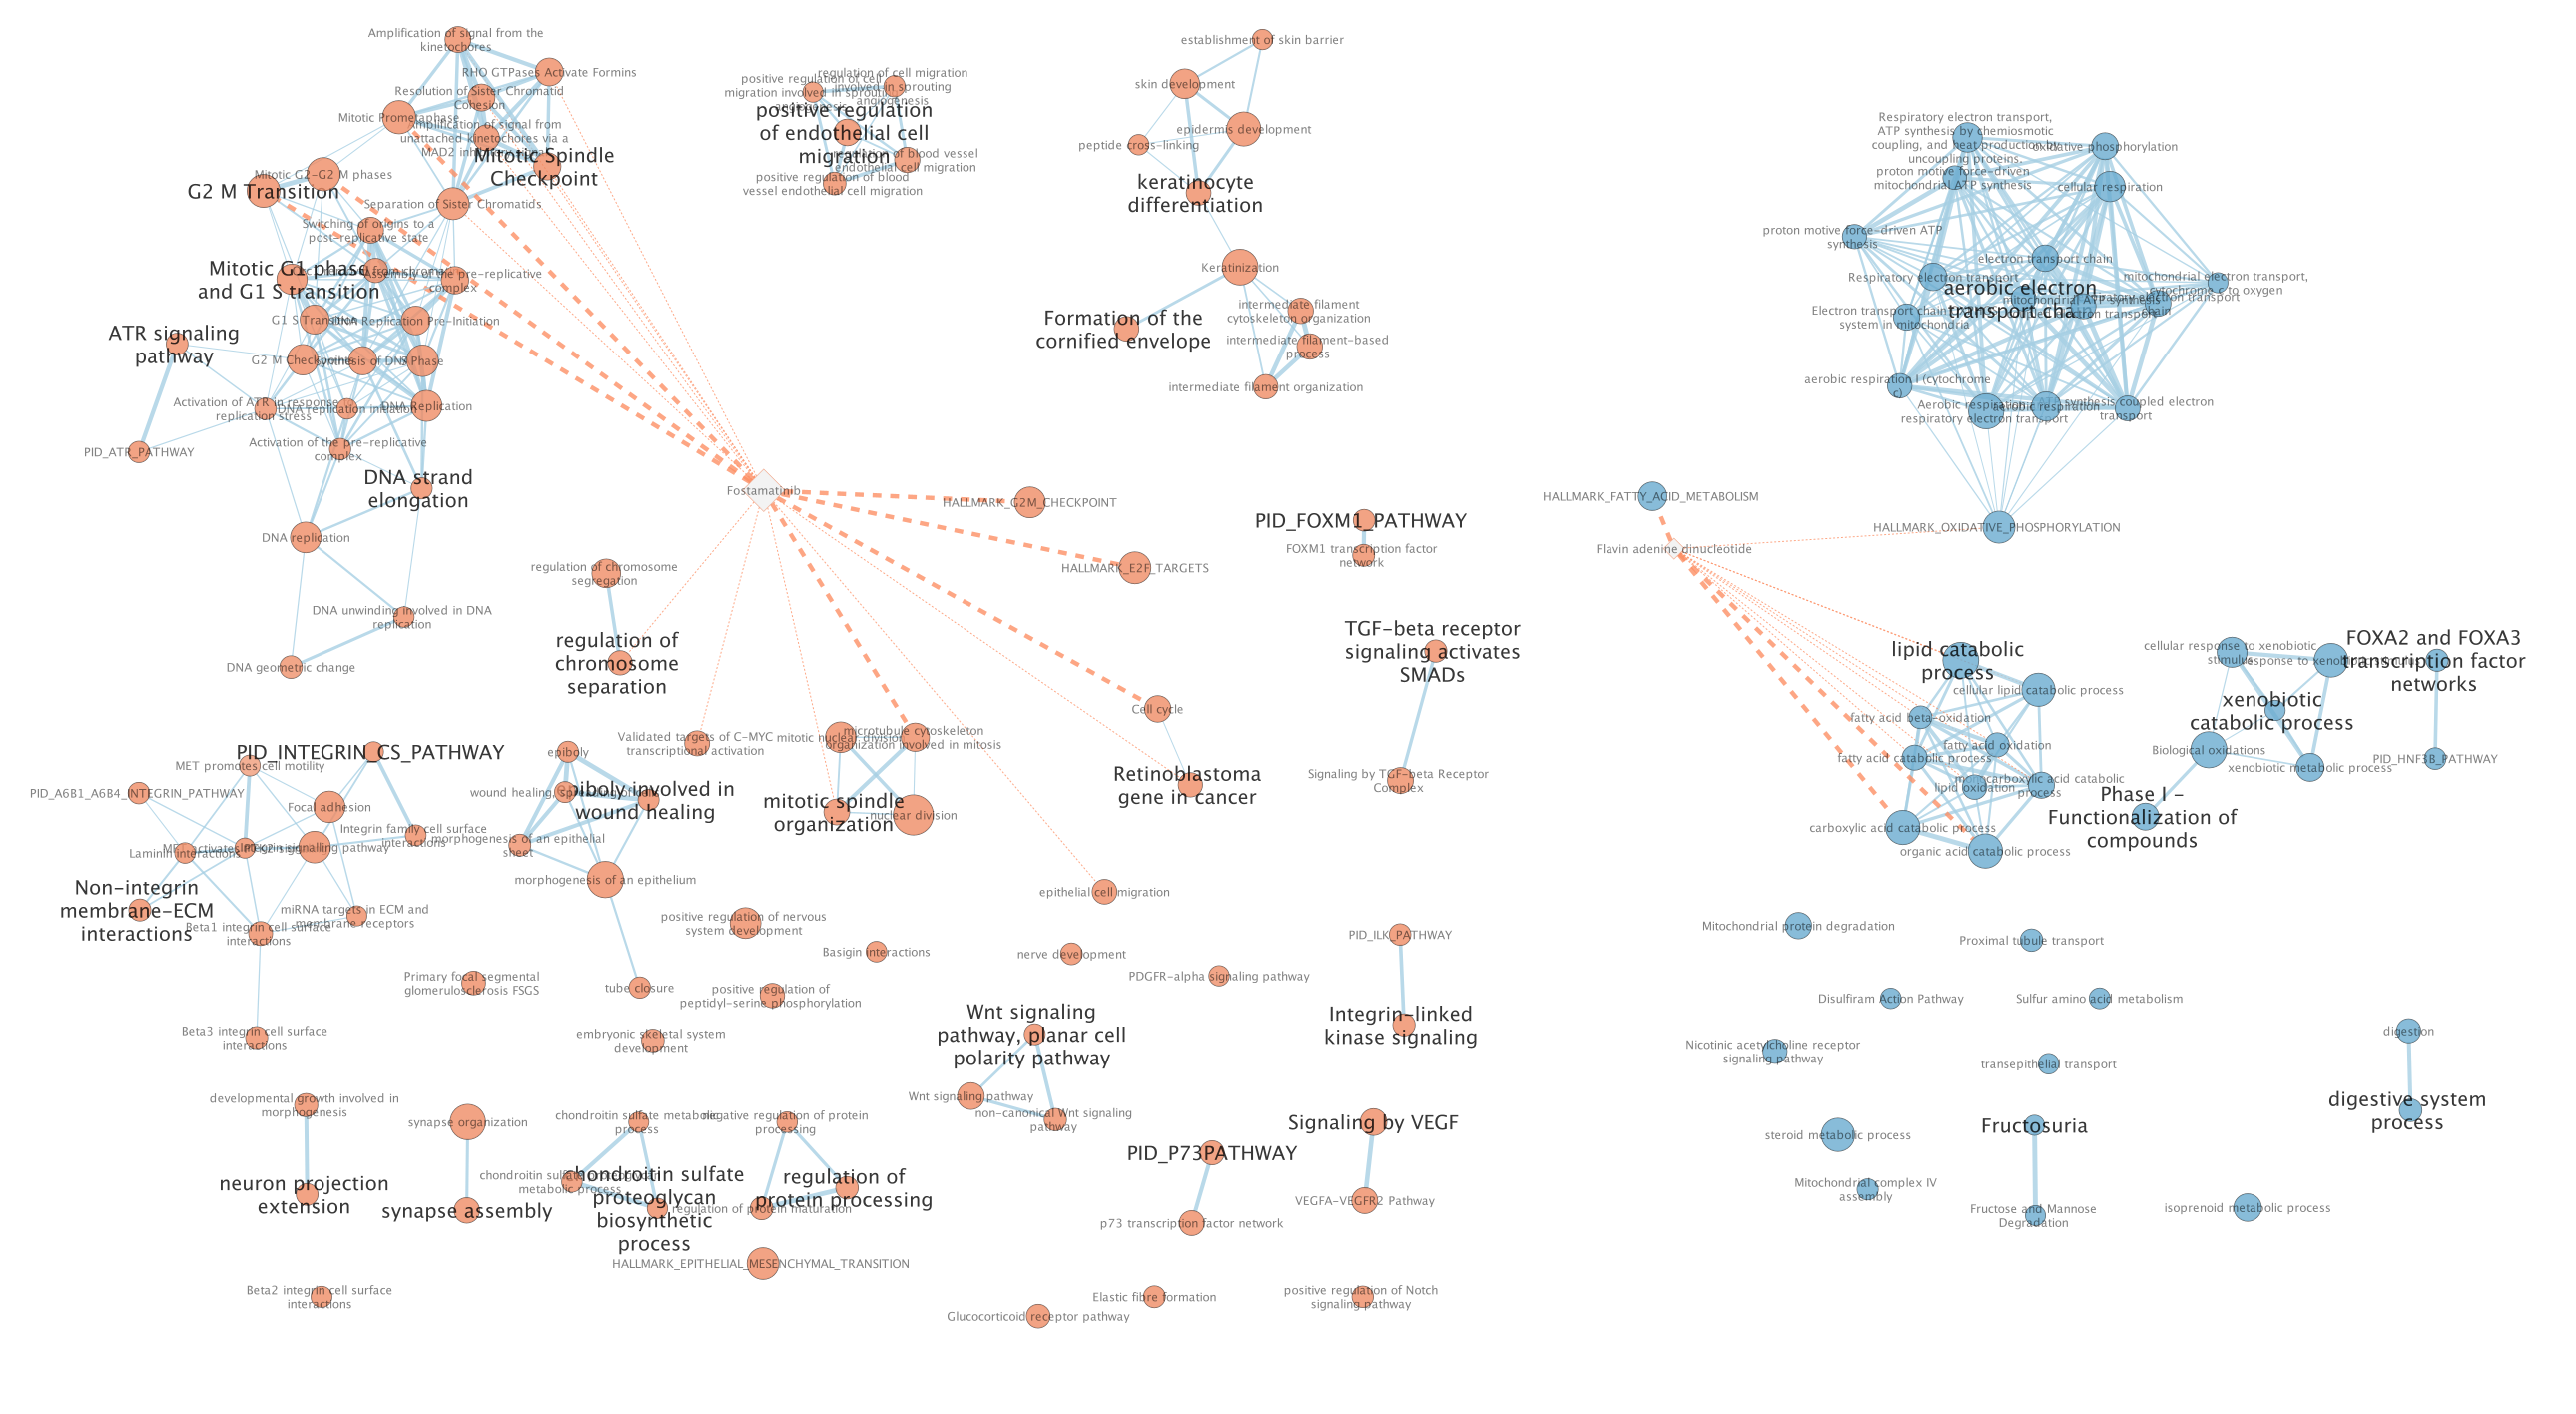 Amplification of signal from the
kinetochores
RHO GTPases Activate Formins
Resolution of Sister Chromatid
Cohesion
Mitotic Prometaphase
Amplification of signal from
unattached kinetochores via a
MAD2 inhibitory signal
Mitotic Spindle
Checkpoint
Mitotic G2-G2 M phases
G2 M Transition
Separation of Sister Chromatids
Switching of origins to a
post-replicative state
Mitotic G1 phase
and G1 S transition
Assembly of the pre-replicative
complex
G1 S Transition
DNA Replication Pre-Initiation
ATR signaling
pathway
G2 M Checkpoints
Synthesis of DNA
S Phase
Activation of ATR in response
replication stress
DNA replication initiation
DNA Replication
Activation of the pre-replicative
complex
PID_ATR_PATHWAY
DNA strand
elongation
DNA replication
DNA unwinding involved in DNA
replication
DNA geometric change
positive regulation of cell
migration involved in sprouting
angiogenesis
regulation of cell migration
involved in sprouting
angiogenesis
positive regulation
of endothelial cell
migration
regulation of blood vessel
endothelial cell migration
positive regulation of blood
vessel endothelial cell migration
establishment of skin barrier
skin development
epidermis development
peptide cross-linking
keratinocyte
differentiation
Keratinization
intermediate filament
cytoskeleton organization
Formation of the
cornified envelope
intermediate filament-based
process
intermediate filament organization
Fostamatinib
HALLMARK_G2M_CHECKPOINT
HALLMARK_E2F_TARGETS
PID_FOXM1_PATHWAY
FOXM1 transcription factor
network
regulation of chromosome
segregation
regulation of
chromosome
separation
TGF-beta receptor
signaling activates
SMADs
Signaling by TGF-beta Receptor
Complex
Cell cycle
Retinoblastoma
gene in cancer
Validated targets of C-MYC
transcriptional activation
mitotic nuclear division
microtubule cytoskeleton
organization involved in mitosis
mitotic spindle
organization
nuclear division
epithelial cell migration
PID_INTEGRIN_CS_PATHWAY
MET promotes cell motility
PID_A6B1_A6B4_INTEGRIN_PATHWAY
Focal adhesion
Integrin family cell surface
interactions
Laminin interactions
Non-integrin
membrane-ECM
interactions
miRNA targets in ECM and
membrane receptors
Beta1 integrin cell surface
interactions
Beta3 integrin cell surface
interactions
epiboly
epiboly involved in
wound healing
morphogenesis of an epithelial
sheet
morphogenesis of an epithelium
tube closure
positive regulation of nervous
system development
Basigin interactions
nerve development
PDGFR-alpha signaling pathway
Primary focal segmental
glomerulosclerosis FSGS
positive regulation of
peptidyl-serine phosphorylation
embryonic skeletal system
development
PID_ILK_PATHWAY
Integrin-linked
kinase signaling
Wnt signaling
pathway, planar cell
polarity pathway
Wnt signaling pathway
non-canonical Wnt signaling
pathway
developmental growth involved in
morphogenesis
neuron projection
extension
synapse organization
synapse assembly
chondroitin sulfate metabolic
process
chondroitin sulfate proteoglycan
metabolic process
chondroitin sulfate
proteoglycan
biosynthetic
process
negative regulation of protein
processing
regulation of
protein processing
regulation of protein maturation
HALLMARK_EPITHELIAL_MESENCHYMAL_TRANSITION
PID_P73PATHWAY
p73 transcription factor network
Signaling by VEGF
VEGFA-VEGFR2 Pathway
Beta2 integrin cell surface
interactions
Glucocorticoid receptor pathway
Elastic fibre formation
positive regulation of Notch
signaling pathway
Respiratory electron transport,
ATP synthesis by chemiosmotic
coupling, and heat production by
uncoupling proteins.
oxidative phosphorylation
proton motive force-driven
mitochondrial ATP synthesis
cellular respiration
proton motive force-driven ATP
synthesis
electron transport chain
Respiratory electron transport
mitochondrial electron transport,
cytochrome c to oxygen
aerobic electron
transport chain
respiratory electron transport
chain
Electron transport chain
system in mitochondria
aerobic respiration I (cytochrome
c)
Aerobic respiration
respiratory electron transport
aerobic respiration
ATP synthesis coupled electron
transport
HALLMARK_FATTY_ACID_METABOLISM
HALLMARK_OXIDATIVE_PHOSPHORYLATION
Flavin adenine dinucleotide
lipid catabolic
process
cellular lipid catabolic process
fatty acid beta-oxidation
fatty acid oxidation
fatty acid catabolic process
monocarboxylic acid catabolic
process
lipid oxidation
carboxylic acid catabolic process
organic acid catabolic process
cellular response to xenobiotic
stimulus
response to xenobiotic stimulus
xenobiotic
catabolic process
Biological oxidations
xenobiotic metabolic process
Phase I -
Functionalization of
compounds
FOXA2 and FOXA3
transcription factor
networks
PID_HNF3B_PATHWAY
Mitochondrial protein degradation
Proximal tubule transport
Disulfiram Action Pathway
Sulfur amino acid metabolism
Nicotinic acetylcholine receptor
signaling pathway
transepithelial transport
steroid metabolic process
Fructosuria
Mitochondrial complex IV
assembly
Fructose and Mannose
Degradation
isoprenoid metabolic process
digestion
digestive system
process